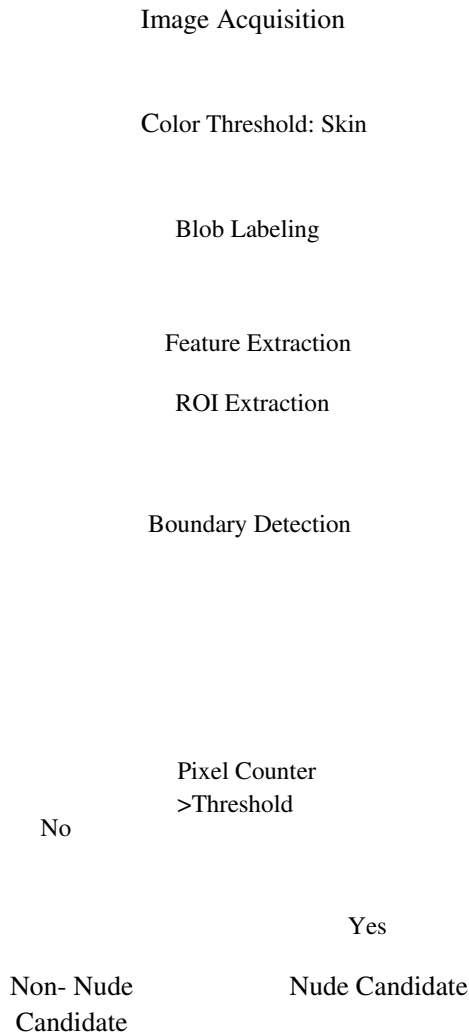 Image Acquisition
Color Threshold: Skin
Blob Labeling
Feature Extraction
ROI Extraction
Boundary Detection
Pixel Counter
>Threshold
No
Yes
Non- Nude
Candidate
Nude Candidate